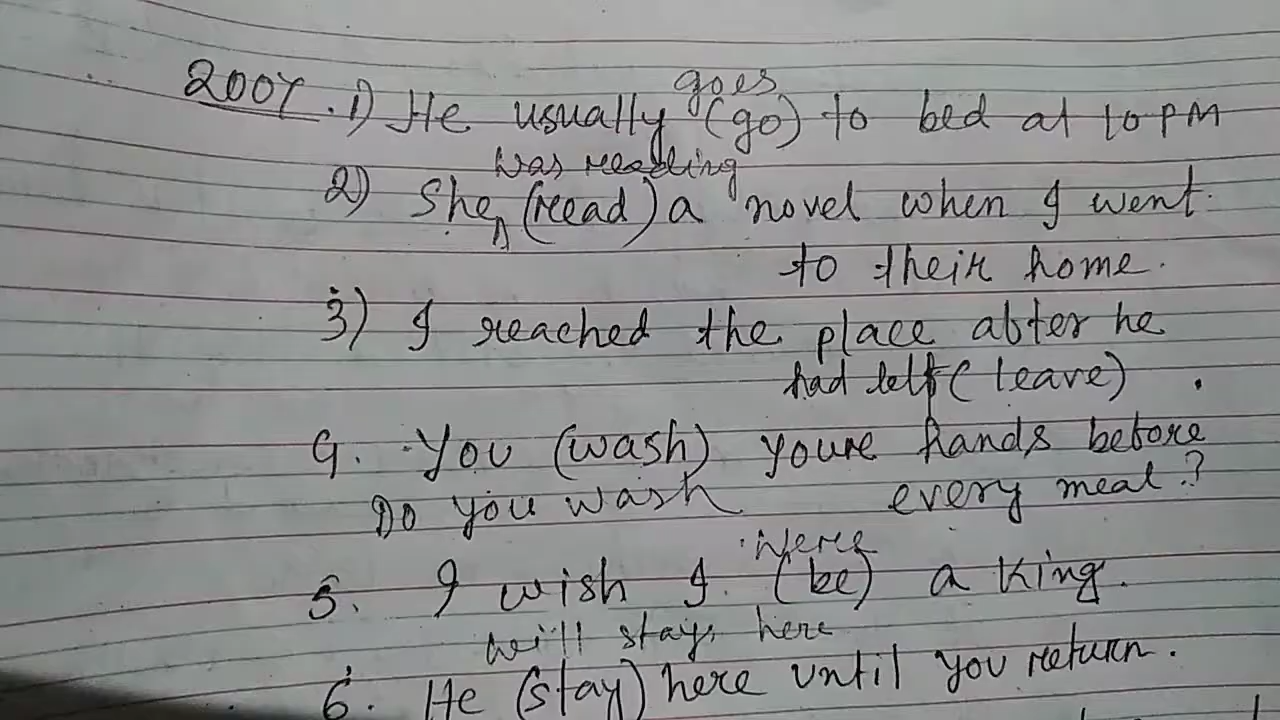 goes
2007. 1) He usually (go) to bed at 10 PM
was reading
2) She (read) a novel when I went
to their home.
3) I reached the place after he
had left (leave).
4. You (wash) youre hands before
Do you wash every meal?
were
5. I wish I (be) a King.
will stay here
6. He (stay) here until you return.